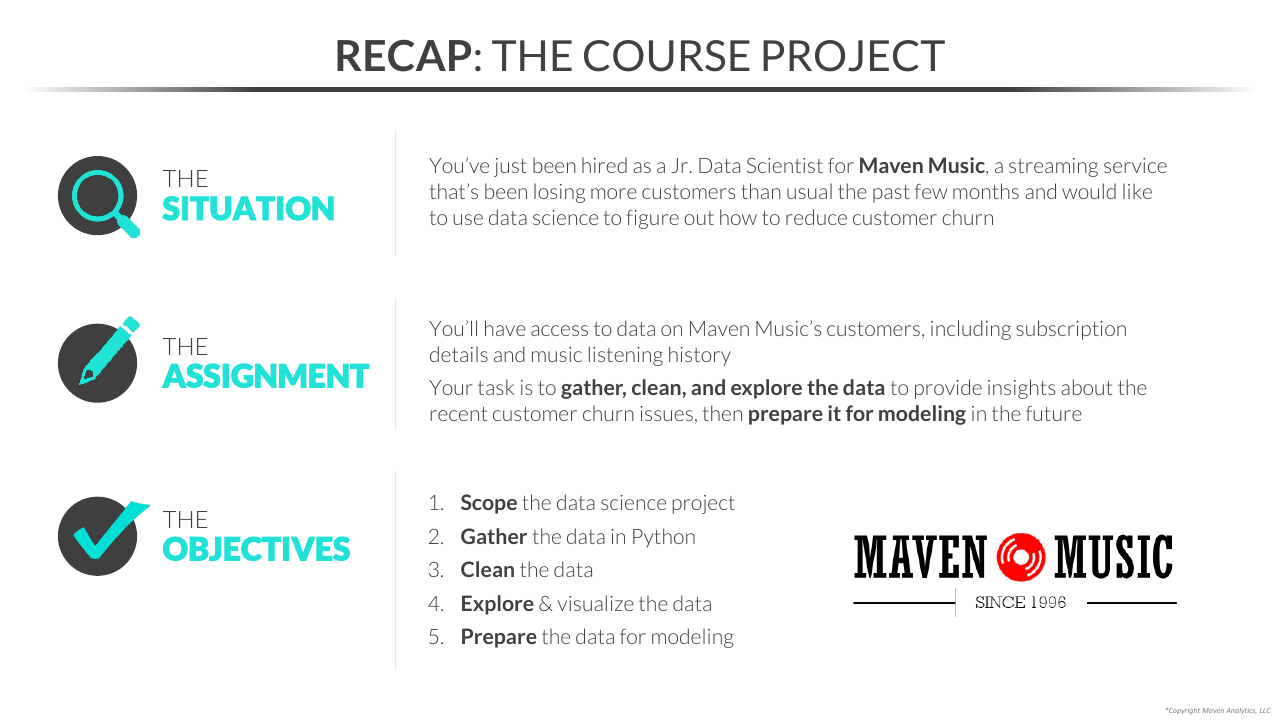 RECAP: THE COURSE PROJECT
THE
SITUATION
You’ve just been hired as a Jr. Data Scientist for Maven Music, a streaming service
that’s been losing more customers than usual the past few months and would like
to use data science to figure out how to reduce customer churn
THE
ASSIGNMENT
You’ll have access to data on Maven Music’s customers, including subscription
details and music listening history
Your task is to gather, clean, and explore the data to provide insights about the
recent customer churn issues, then prepare it for modeling in the future
THE
OBJECTIVES
1. Scope the data science project
2. Gather the data in Python
3. Clean the data
4. Explore & visualize the data
5. Prepare the data for modeling
MAVEN MUSIC
SINCE 1996
*Copyright Maven Analytics, LLC